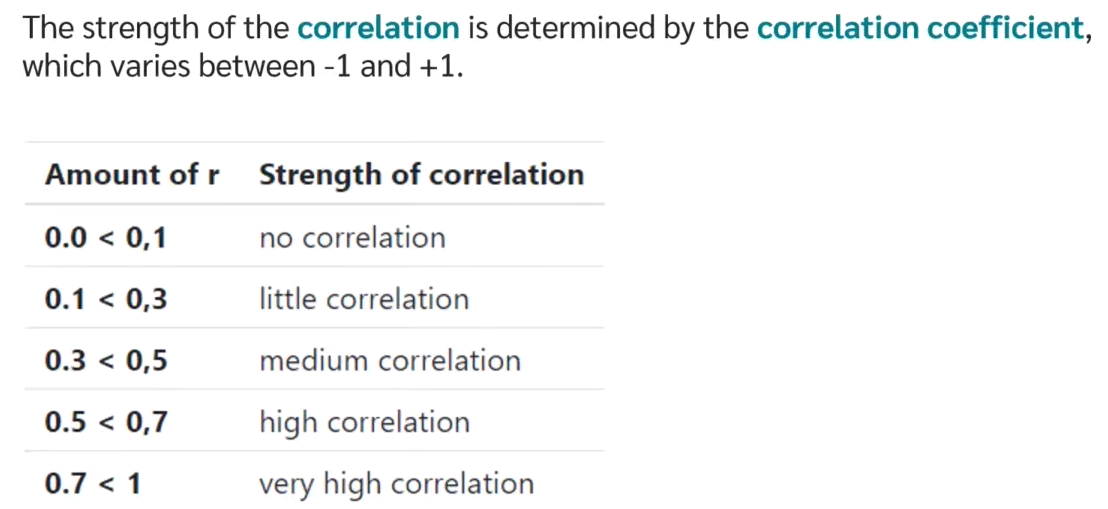 The strength of the correlation is determined by the correlation coefficient,
which varies between -1 and +1.
Amount of r Strength of correlation
0.0 < 0,1 no correlation
0.1 < 0,3 little correlation
0.3 < 0,5 medium correlation
0.5 < 0,7 high correlation
0.7 < 1 very high correlation